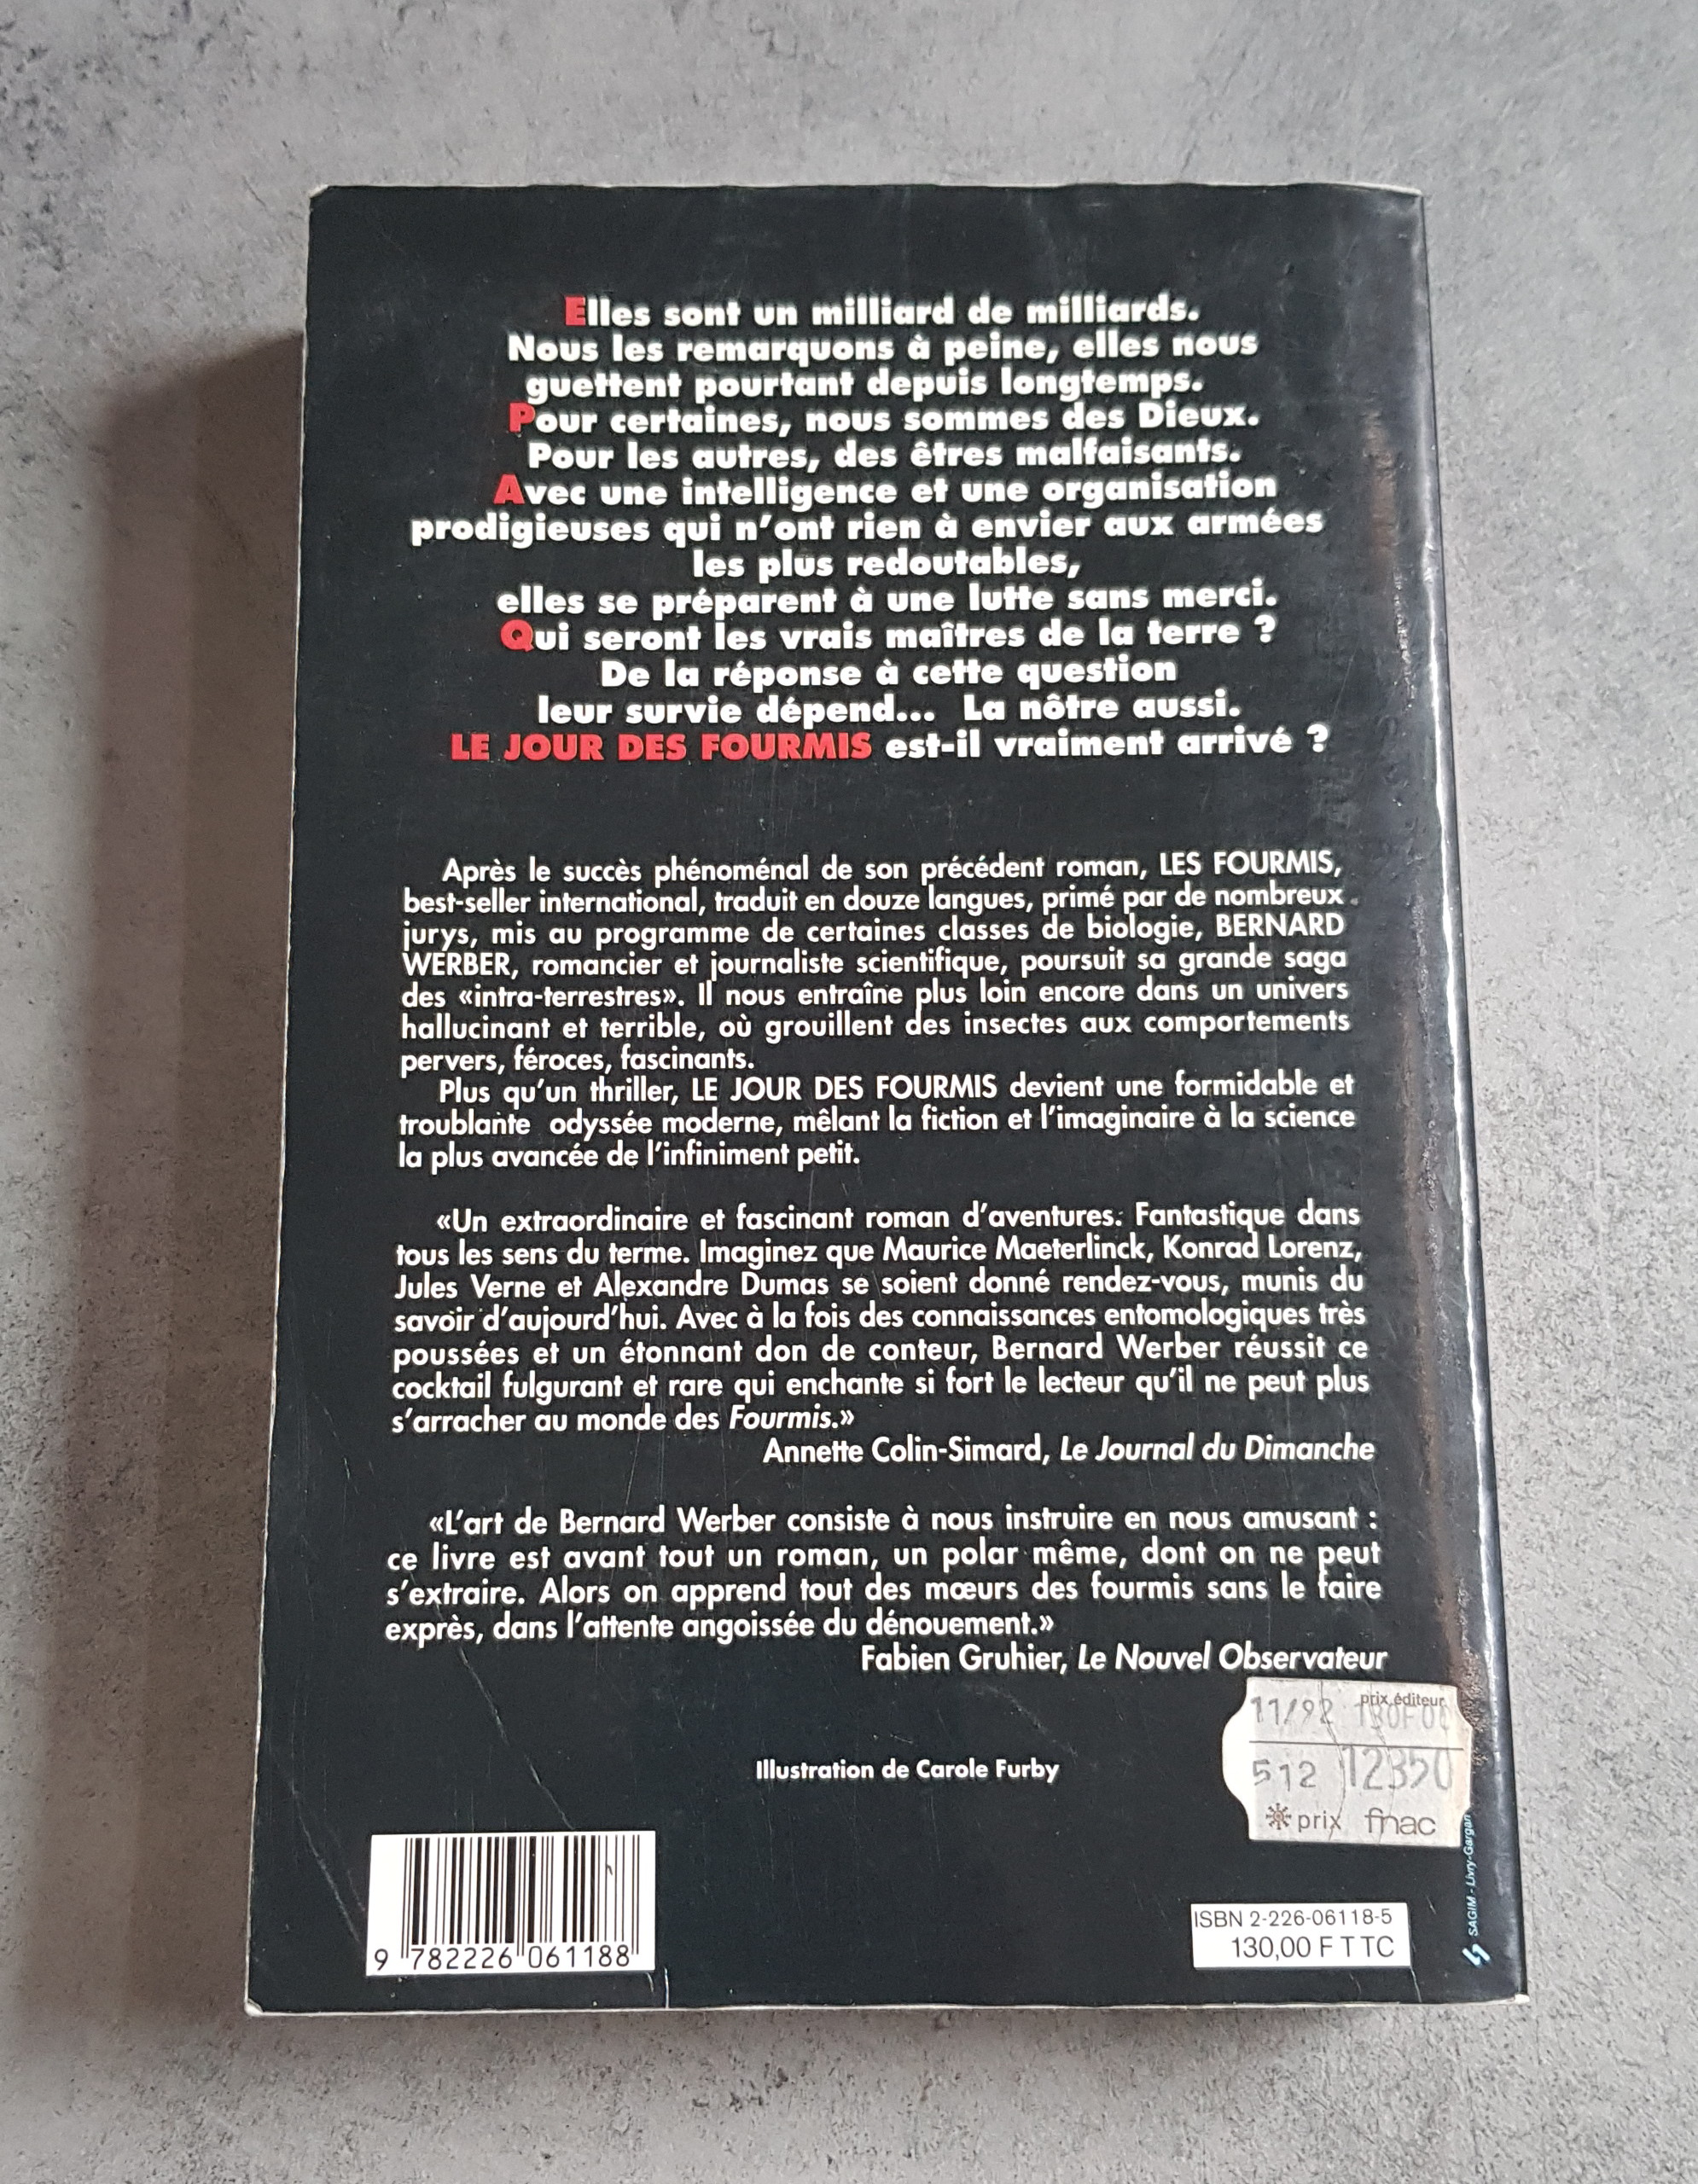 Elles sont un milliard de milliards.
Nous les remarquons à peine, elles nous
guettent pourtant depuis longtemps.
Pour certaines, nous sommes des Dieux.
Pour les autres, des êtres malfaisants.
Avec une intelligence et une organisation
prodigieuses qui n'ont rien à envier aux armées
les plus redoutables,
elles se préparent à une lutte sans merci.
Qui seront les vrais maîtres de la terre ?
De la réponse à cette question
leur survie dépend... La nôtre aussi.
LE JOUR DES FOURMIS est-il vraiment arrivé ?
Après le succès phénoménal de son précédent roman, LES FOURMIS,
best-seller international, traduit en douze langues, primé par de nombreux
jurys, mis au programme de certaines classes de biologie, BERNARD
WERBER, romancier et journaliste scientifique, poursuit sa grande saga
des «intra-terrestres». Il nous entraîne plus loin encore dans un univers
hallucinant et terrible, où grouillent des insectes aux comportements
pervers, féroces, fascinants.
Plus qu'un thriller, LE JOUR DES FOURMIS devient une formidable et
troublante odyssée moderne, mêlant la fiction et l'imaginaire à la science
la plus avancée de l'infiniment petit.
«Un extraordinaire et fascinant roman d'aventures. Fantastique dans
tous les sens du terme. Imaginez que Maurice Maeterlinck, Konrad Lorenz,
Jules Verne et Alexandre Dumas se soient donné rendez-vous, munis du
savoir d'aujourd'hui. Avec à la fois des connaissances entomologiques très
poussées et un étonnant don de conteur, Bernard Werber réussit ce
cocktail fulgurant et rare qui enchante si fort le lecteur qu'il ne peut plus
s'arracher au monde des Fourmis.»
Annette Colin-Simard, Le Journal du Dimanche
«L'art de Bernard Werber consiste à nous instruire en nous amusant :
ce livre est avant tout un roman, un polar même, dont on ne peut
s'extraire. Alors on apprend tout des mœurs des fourmis sans le faire
exprès, dans l'attente angoissée du dénouement.»
Fabien Gruhier, Le Nouvel Observateur
prix éditeur
11/92
512 12350
prix fnac
Illustration de Carole Furby
9 782226 061188
ISBN 2-226-06118-5
130,00 F TTC
SAGIM - Livry-